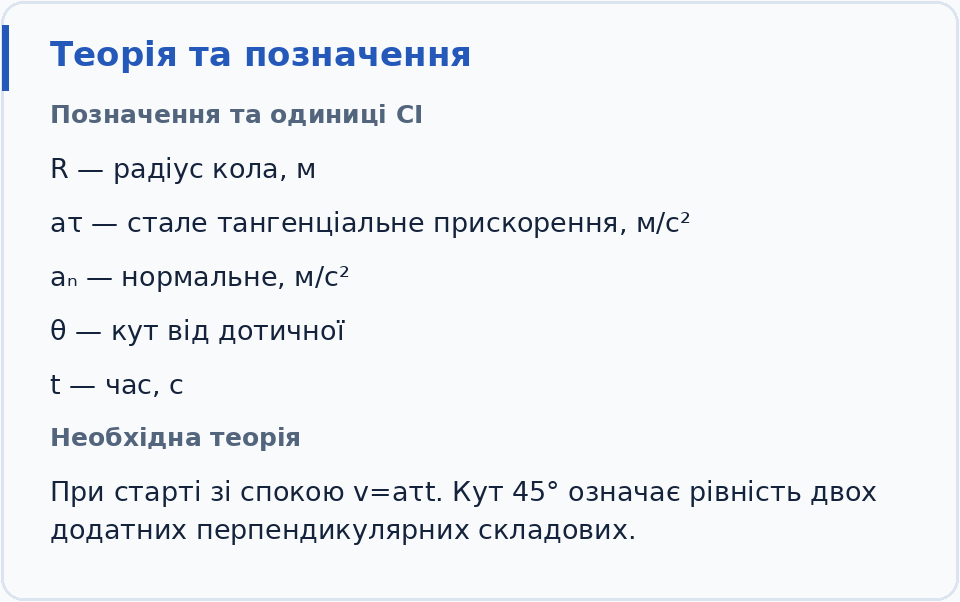 Теорія та позначення
Позначення та одиниці СІ
R — радіус кола, м
aτ — стале тангенціальне прискорення, м/с²
aₙ — нормальне, м/с²
θ — кут від дотичної
t — час, с
Необхідна теорія
При старті зі спокою v=aτt. Кут 45° означає рівність двох
додатних перпендикулярних складових.